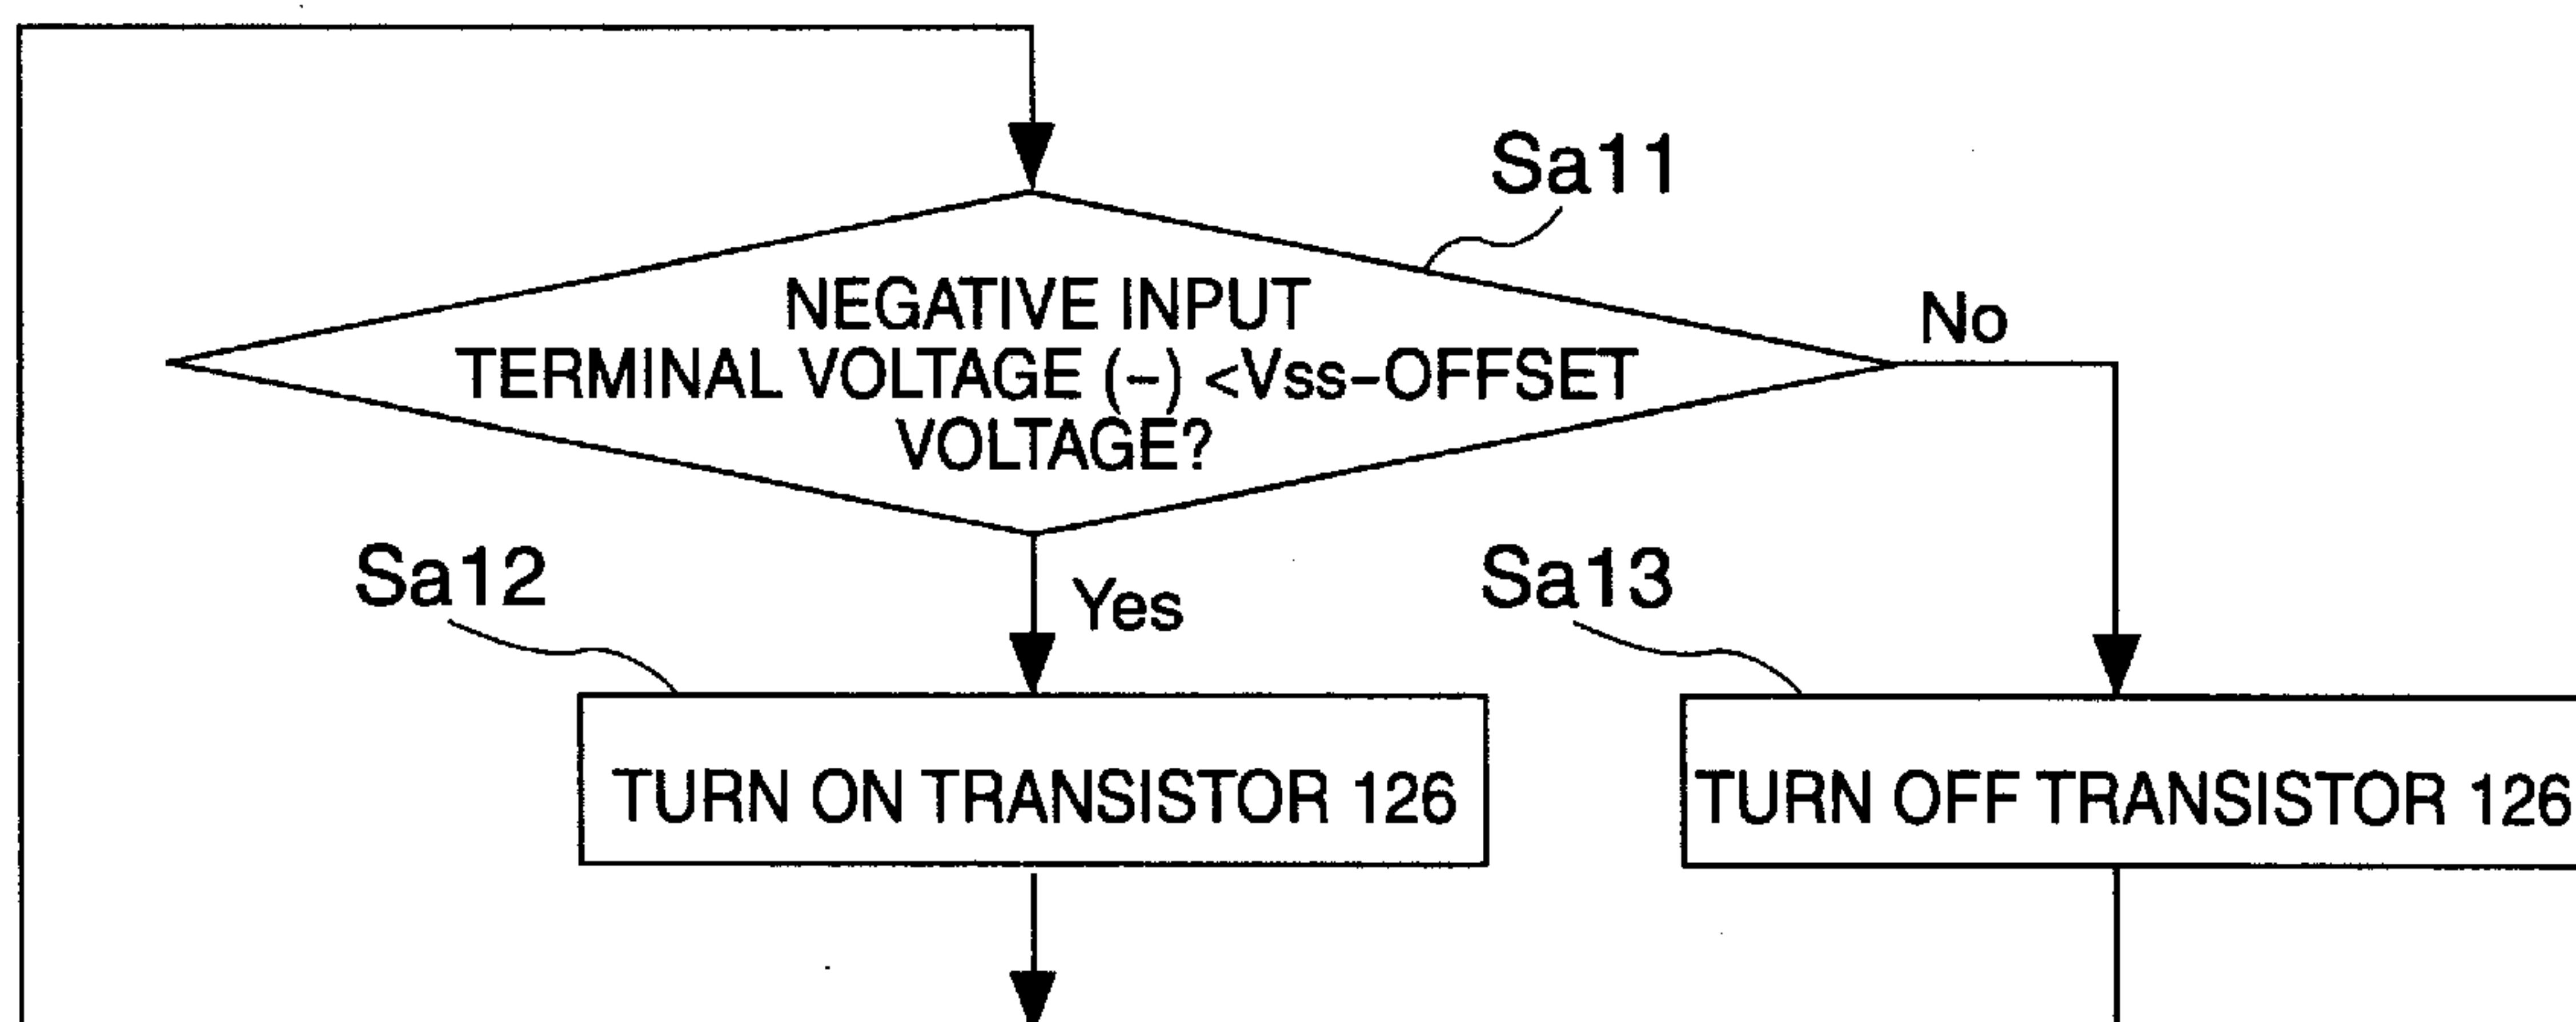 Sa11
NEGATIVE INPUT
TERMINAL VOLTAGE (-) <Vss-OFFSET
VOLTAGE?
No
Sa12
Yes
Sa13
TURN ON TRANSISTOR 126
TURN OFF TRANSISTOR 126